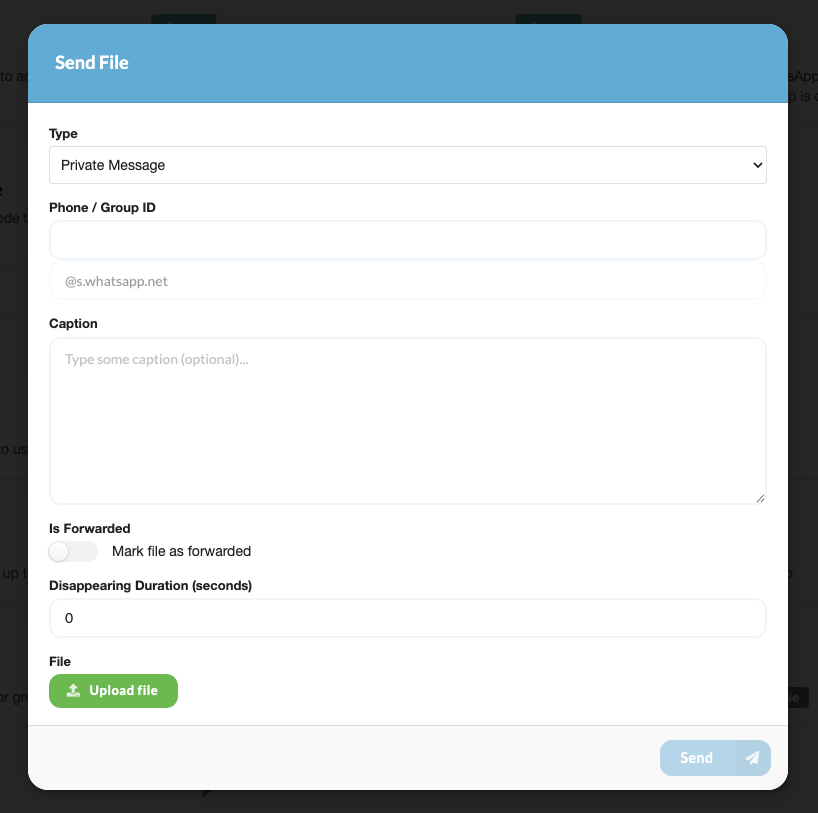 Send File
Type
Private Message
Phone / Group ID
@s.whatsapp.net
Caption
Type some caption (optional)...
Is Forwarded
Mark file as forwarded
Disappearing Duration (seconds)
0
File
Upload file
Send